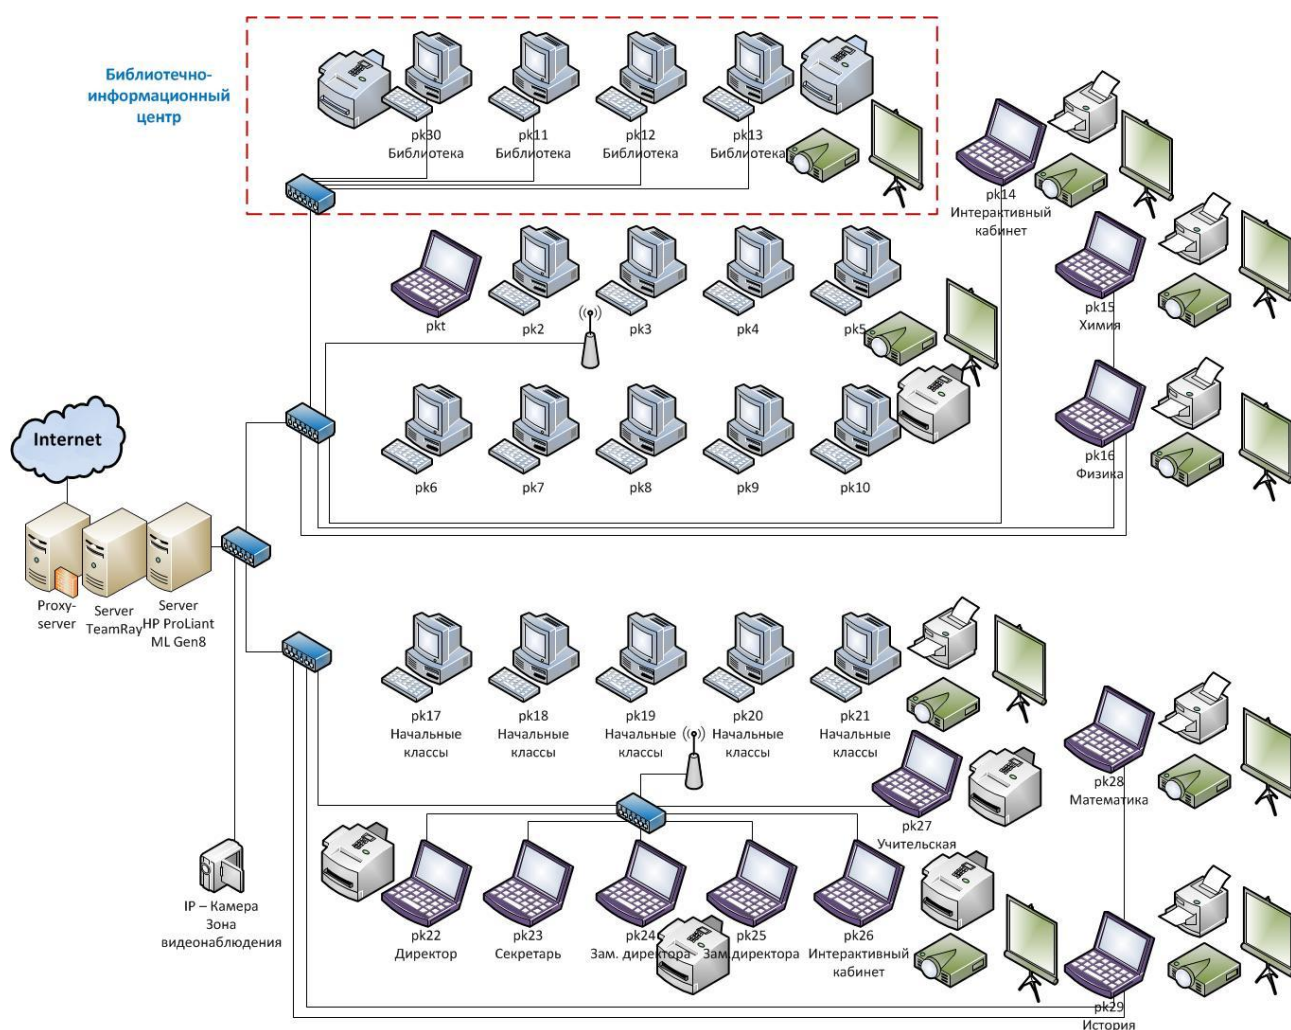 Библиотечно-
информационный
центр
pk30
Библиотека
pk11
Библиотека
pk12
Библиотека
pk13
Библиотека
pk14
Интерактивный
кабинет
pkt
pk2
pk3
pk4
pk5
pk15
Химия
Internet
pk6
pk7
pk8
pk9
pk10
pk16
Физика
Proxy-
server
Server
TeamRay
Server
HP ProLiant
ML Gen8
pk17
Начальные
классы
pk18
Начальные
классы
pk19
Начальные
классы
pk20
Начальные
классы
pk21
Начальные
классы
pk28
Математика
pk27
Учительская
IP – Камера
Зона
видеонаблюдения
pk22
Директор
pk23
Секретарь
pk24
Зам. директора
pk25
Зам.директора
pk26
Интерактивный
кабинет
pk29
История